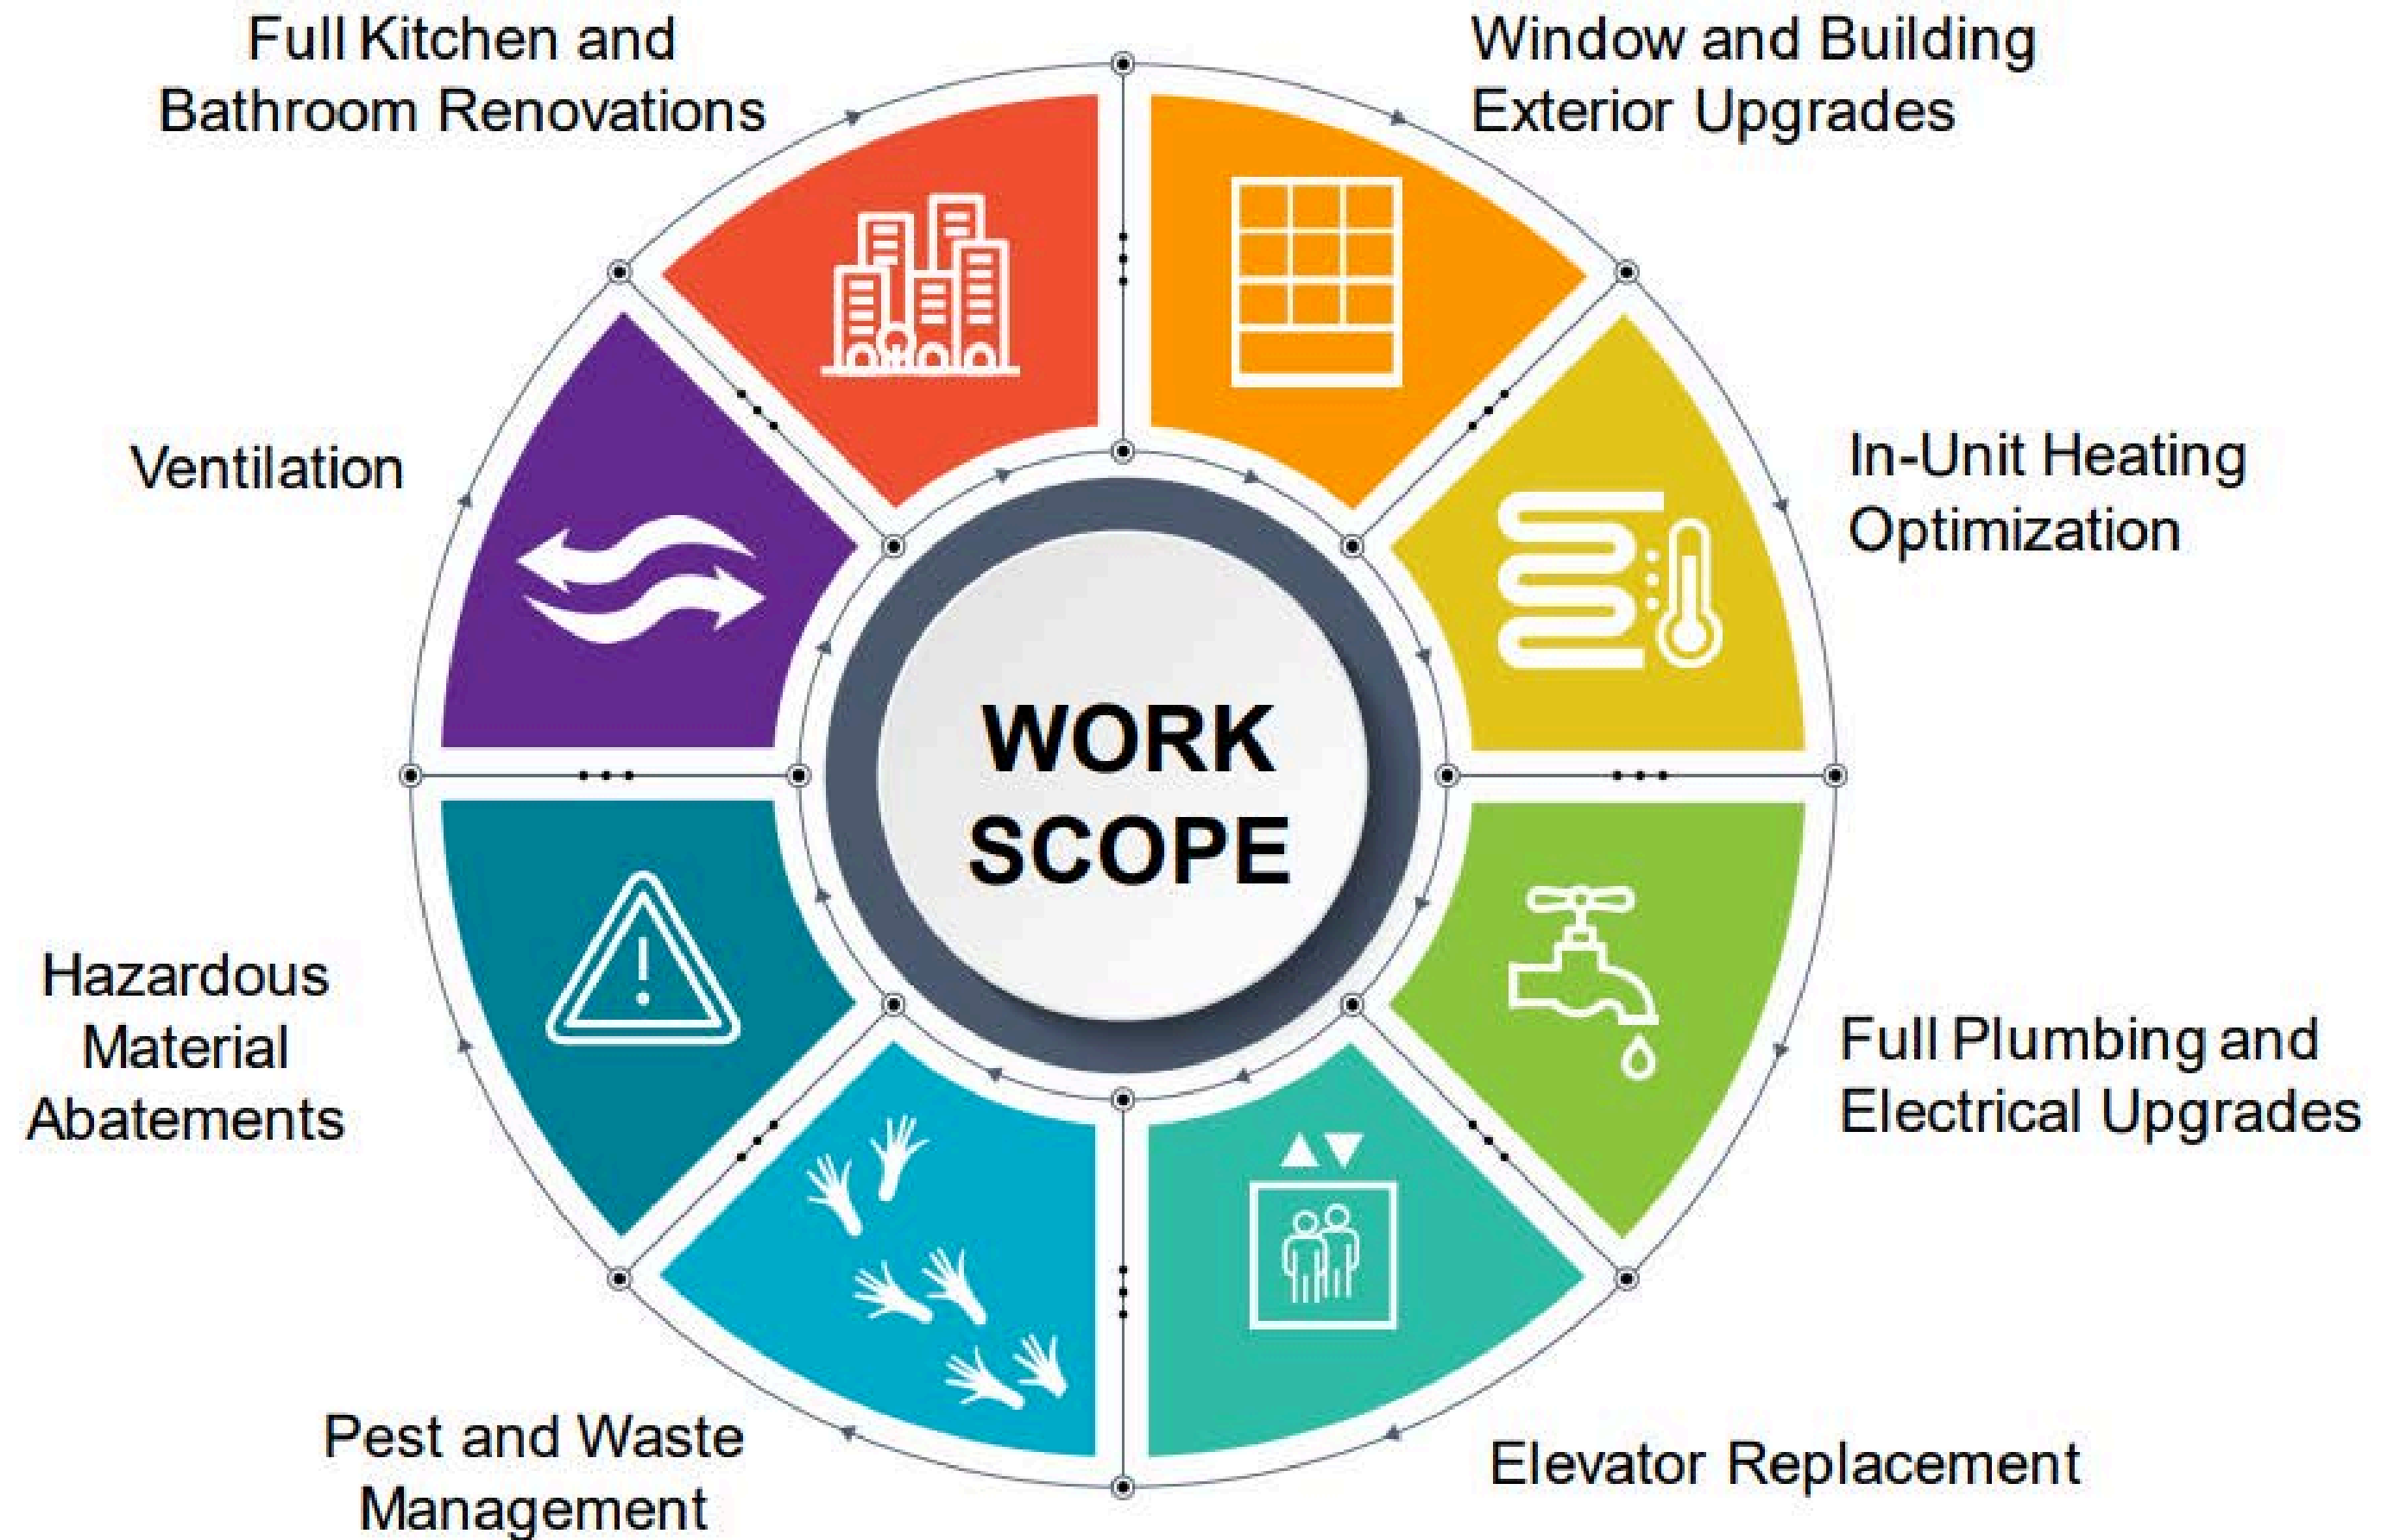 Full Kitchen and
Bathroom Renovations
Window and Building
Exterior Upgrades
Ventilation
In-Unit Heating
Optimization
WORK
SCOPE
Hazardous
Material
Abatements
Full Plumbing and
Electrical Upgrades
Pest and Waste
Management
Elevator Replacement